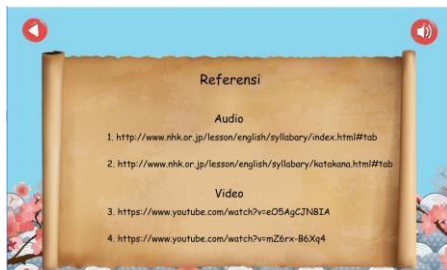 Referensi
Audio
1. http://www.nhk.or.jp/lesson/english/syllabary/index.html#tab
2. http://www.nhk.or.jp/lesson/english/syllabary/katakana.html#tab
Video
3. https://www.youtube.com/watch?v=eO5AgCJNBIA
4. https://www.youtube.com/watch?v=mZ6rx-B6Xq4